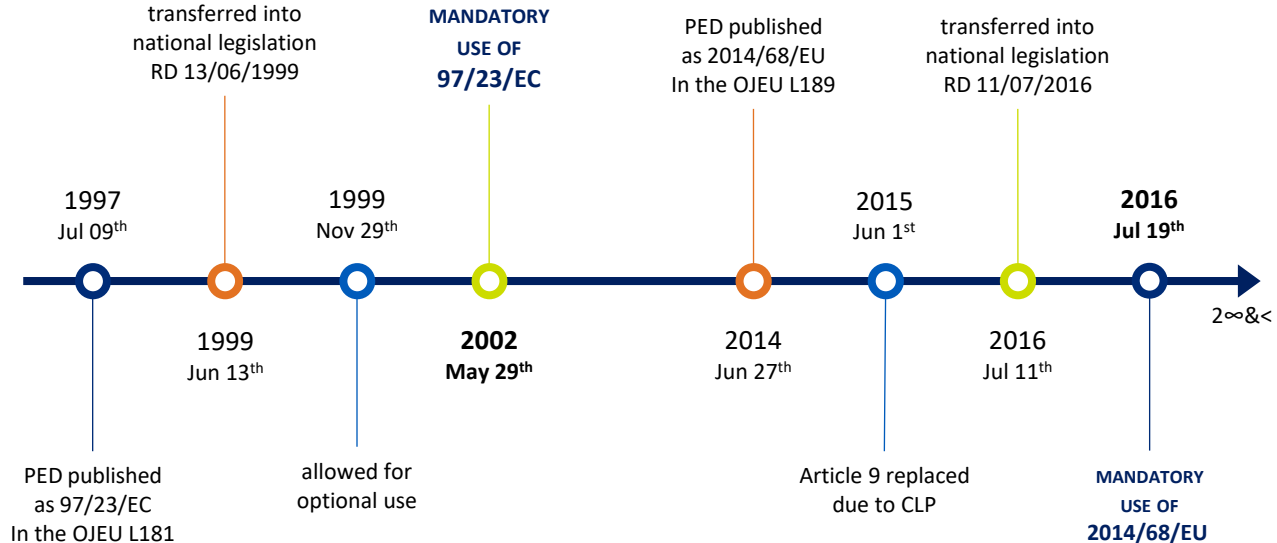 transferred into
national legislation
RD 13/06/1999
MANDATORY
USE OF
97/23/EC
PED published
as 2014/68/EU
In the OJEU L189
transferred into
national legislation
RD 11/07/2016
1997
Jul 09th
1999
Nov 29th
2015
Jun 1st
2016
Jul 19th
2∞&<
1999
Jun 13th
2002
May 29th
2014
Jun 27th
2016
Jul 11th
PED published
as 97/23/EC
In the OJEU L181
allowed for
optional use
Article 9 replaced
due to CLP
MANDATORY
USE OF
2014/68/EU